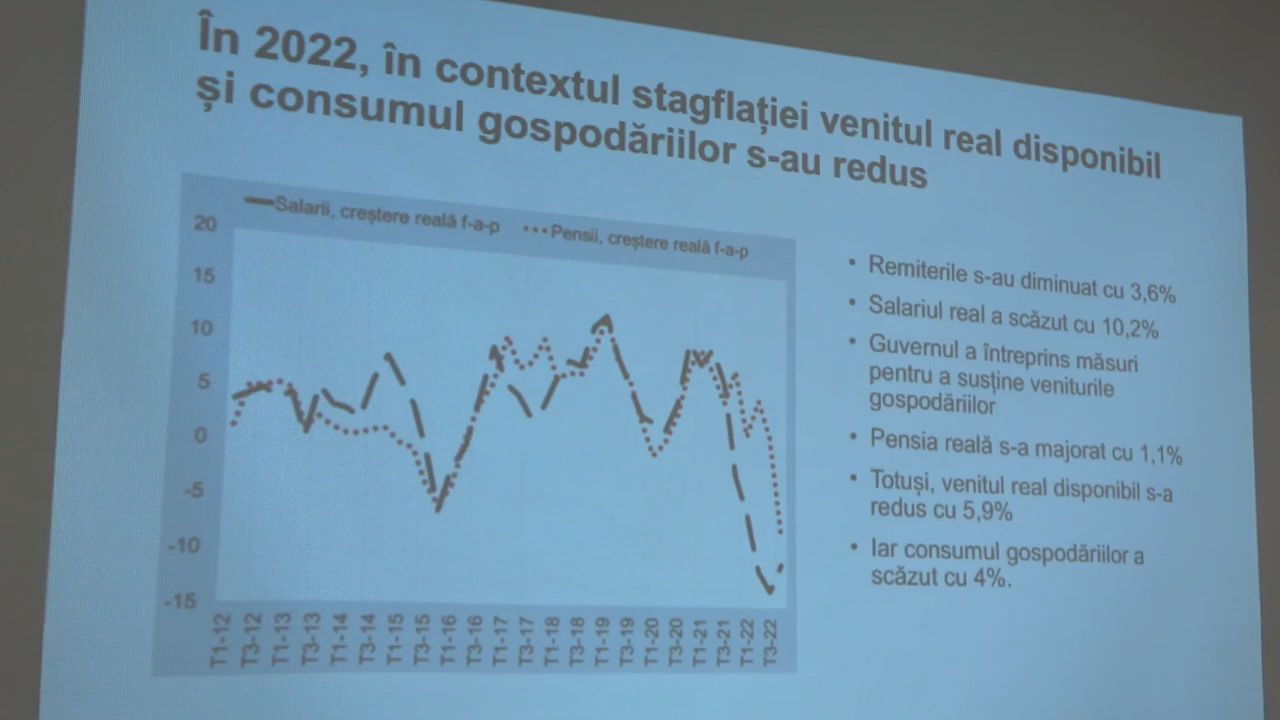 În 2022, în contextul stagflației venitul real disponibil
și consumul gospodăriilor s-au redus
Salarii, creștere reală f-a-p
Pensii, creștere reală f-a-p
20
15
10
5
0
-5
-10
-15
T1-12
T3-12
T1-13
T3-13
T1-14
T3-14
T1-15
T3-15
T1-16
T3-16
T1-17
T3-17
T1-18
T3-18
T1-19
T3-19
T1-20
T3-20
T1-21
T3-21
T1-22
T3-22
• Remiterile s-au diminuat cu 3,6%
• Salariul real a scăzut cu 10,2%
• Guvernul a întreprins măsuri
pentru a susține veniturile
gospodăriilor
• Pensia reală s-a majorat cu 1,1%
• Totuși, venitul real disponibil s-a
redus cu 5,9%
• Iar consumul gospodăriilor a
scăzut cu 4%.